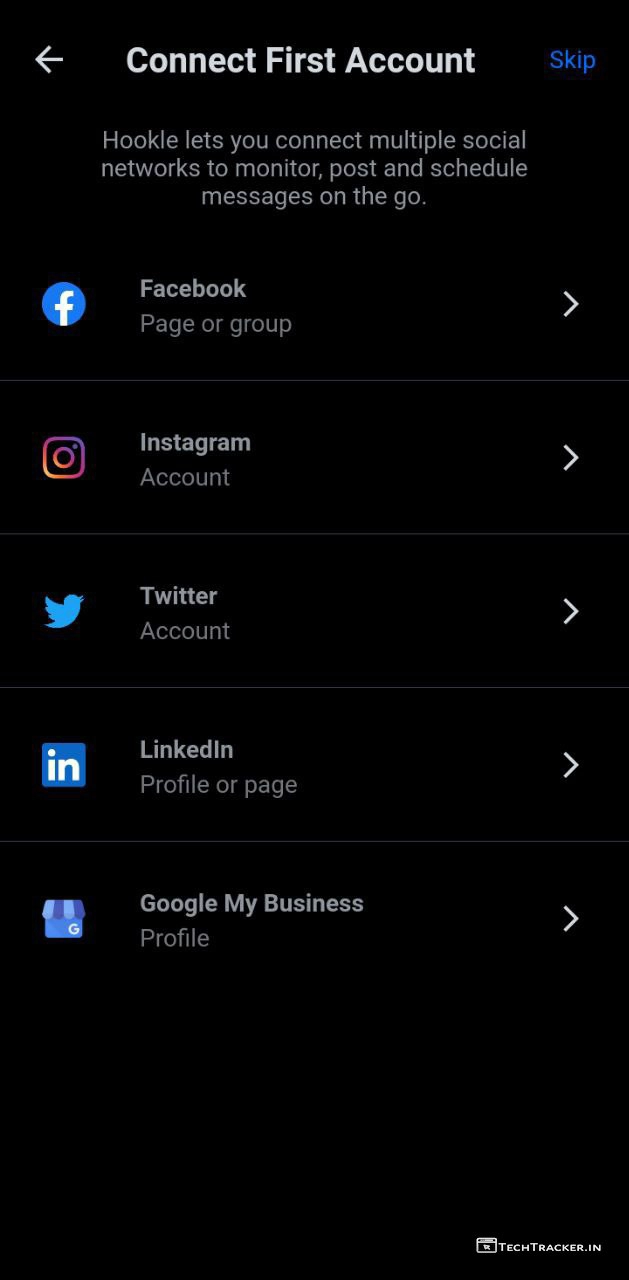 Connect First Account
Skip
Hookle lets you connect multiple social
networks to monitor, post and schedule
messages on the go.
Facebook
Page or group
Instagram
Account
Twitter
Account
LinkedIn
Profile or page
Google My Business
Profile
TechTracker.in